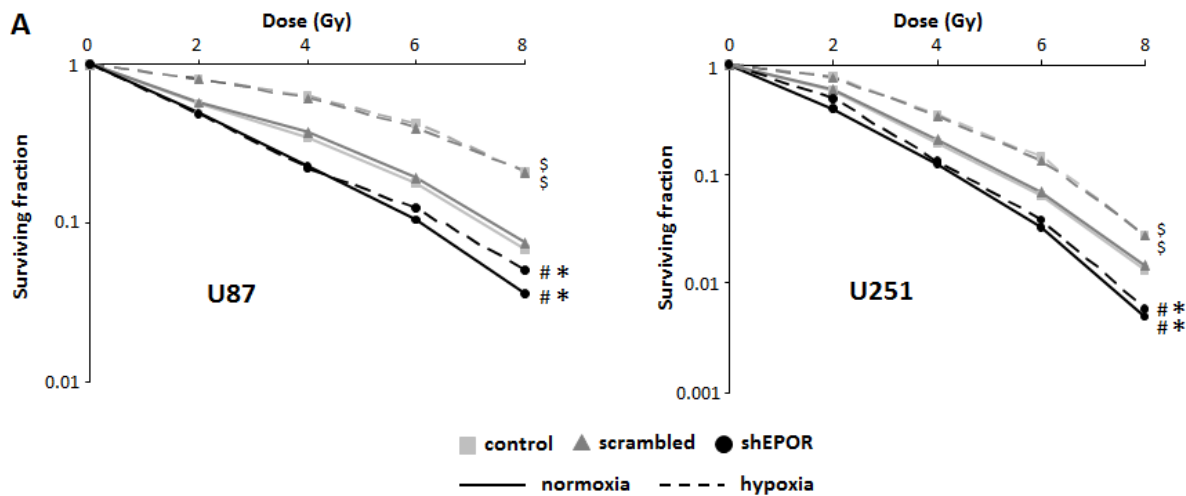 A
Dose (Gy)
0 2 4 6 8
1
0.1
0.01
Surviving fraction
U87
$
$
# *
# *
Dose (Gy)
0 2 4 6 8
1
0.1
0.01
0.001
Surviving fraction
U251
$
$
# *
# *
control scrambled shEPOR
normoxia hypoxia